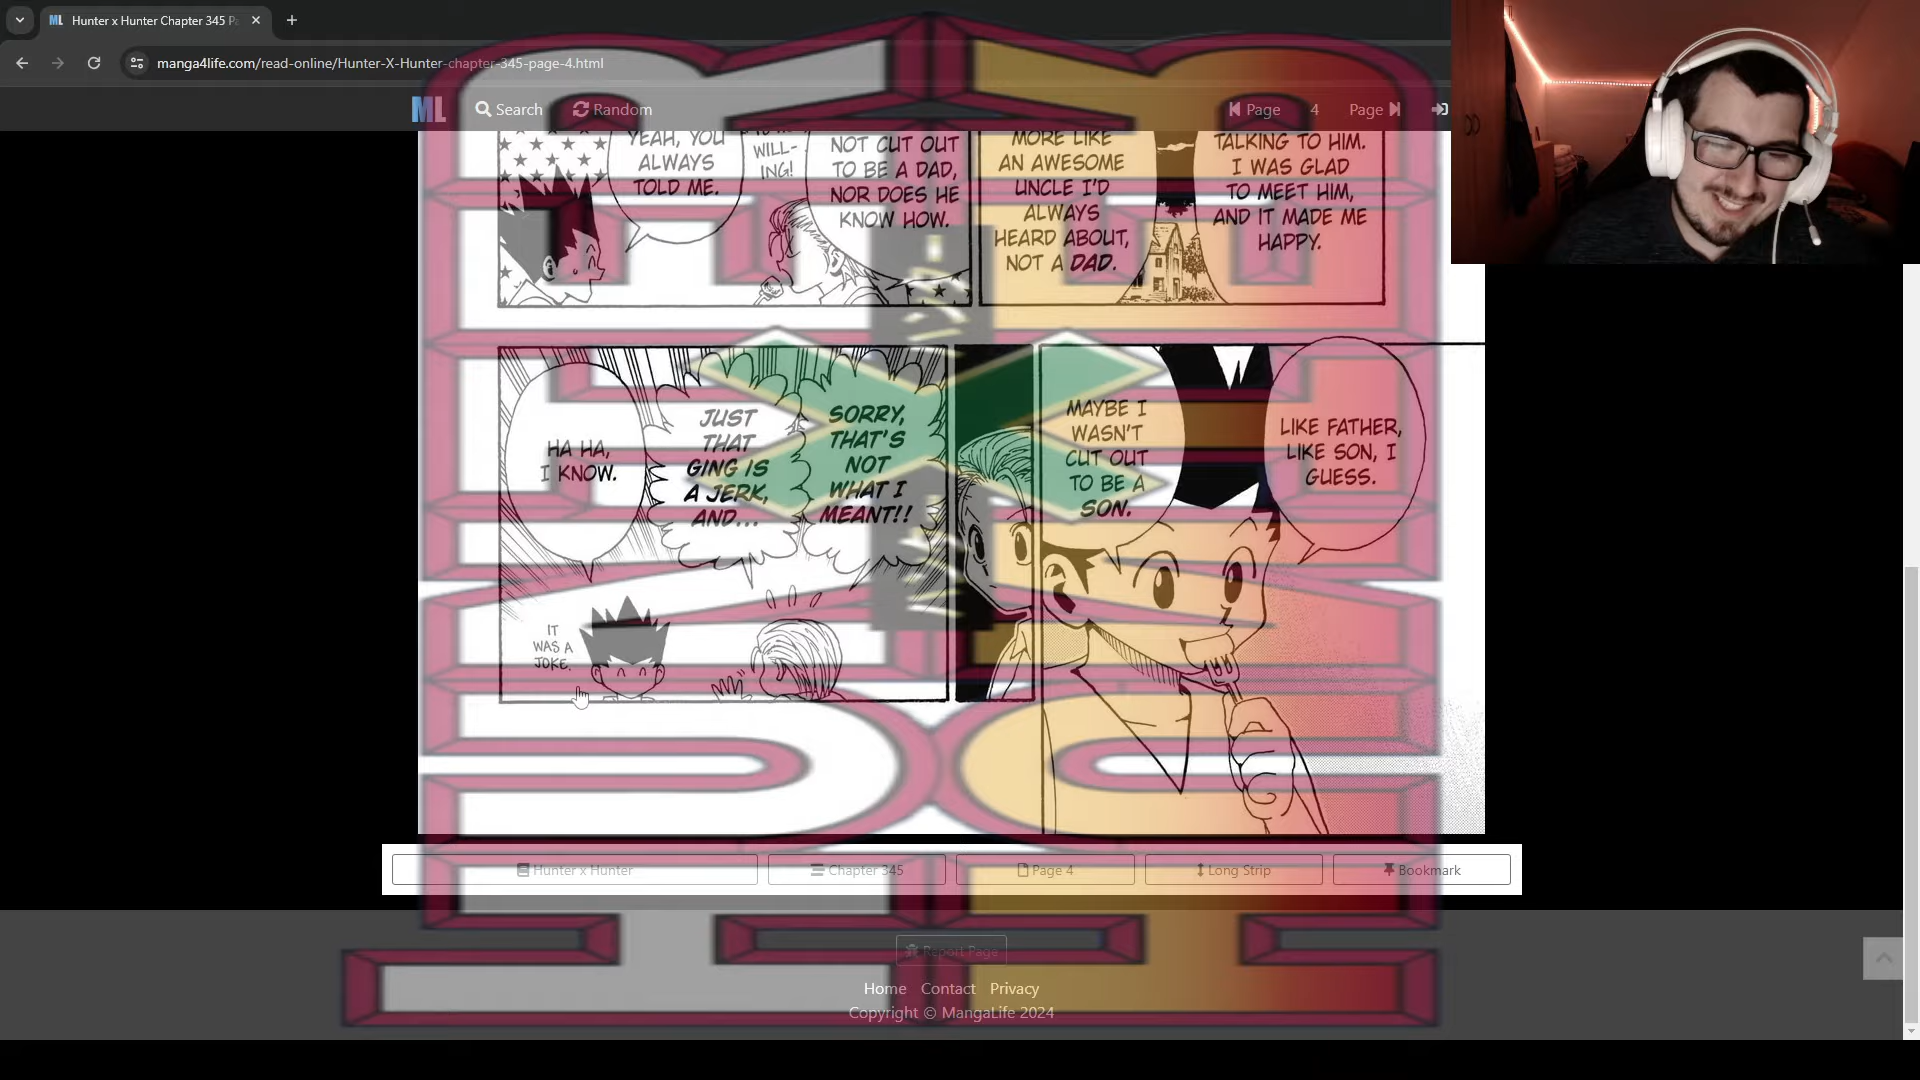 Hunter x Hunter Chapter 345 P
manga4life.com/read-online/Hunter-X-Hunter-chapter-345-page-4.html
ML
Search
Random
Page
4
Page
TALKING TO HIM.
I WAS GLAD
TO MEET HIM,
AND IT MADE ME
HAPPY.
MORE LIKE
AN AWESOME
UNCLE I'D
ALWAYS
HEARD ABOUT,
NOT A DAD.
NOT CUT OUT
TO BE A DAD,
NOR DOES HE
KNOW HOW.
WILL-
ING!
YEAH, YOU
ALWAYS
TOLD ME.
LIKE FATHER,
LIKE SON, I
GUESS.
MAYBE I
WASN'T
CUT OUT
TO BE A
SON.
SORRY,
THAT'S
NOT
WHAT I
MEANT!!
JUST
THAT
GING IS
A JERK,
AND...
HA HA,
I KNOW.
IT
WAS A
JOKE.
Hunter x Hunter
Chapter 345
Page 4
Long Strip
Bookmark
Report Page
Home Contact Privacy
Copyright © MangaLife 2024